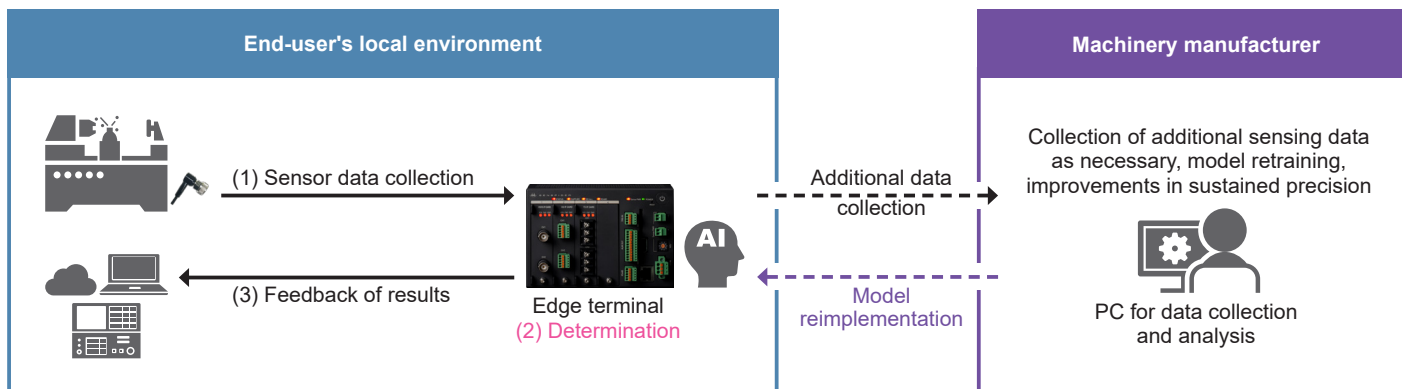 End-user's local environment
Machinery manufacturer
(1) Sensor data collection
(3) Feedback of results
AI
Edge terminal
(2) Determination
Additional data
collection
Model
reimplementation
Collection of additional sensing data
as necessary, model retraining,
improvements in sustained precision
PC for data collection
and analysis